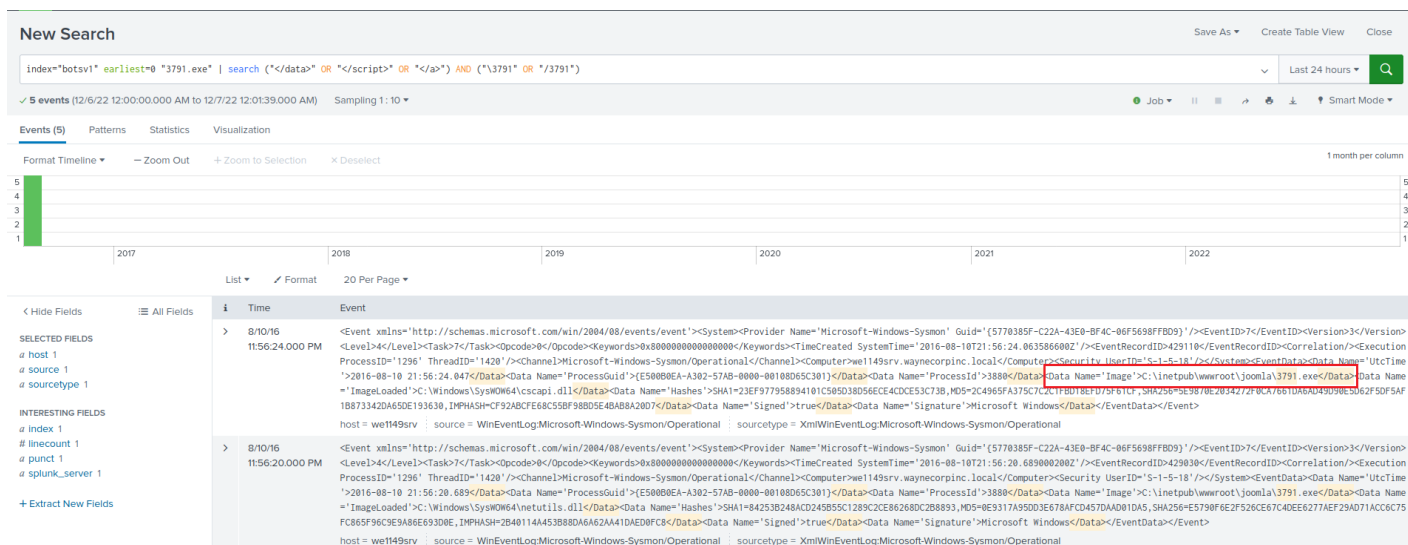 New Search
Save As ▾ Create Table View Close
index="botsv1" earliest=0 "3791.exe" | search ("</data>" OR "</script>" OR "</a>") AND ("\3791" OR "/3791")
Last 24 hours ▾
✓ 5 events (12/6/22 12:00:00.000 AM to 12/7/22 12:01:39.000 AM) Sampling 1 : 10 ▾
Job ▾ Smart Mode ▾
Events (5) Patterns Statistics Visualization
Format Timeline ▾ — Zoom Out + Zoom to Selection × Deselect
1 month per column
5 5
4 4
3 3
2 2
1 1
2017 2018 2019 2020 2021 2022
List ▾ Format 20 Per Page ▾
< Hide Fields All Fields
i Time Event
SELECTED FIELDS
a host 1
a source 1
a sourcetype 1
INTERESTING FIELDS
a index 1
# linecount 1
a punct 1
a splunk_server 1
+ Extract New Fields
> 8/10/16
11:56:24.000 PM
<Event xmlns='http://schemas.microsoft.com/win/2004/08/events/event'><System><Provider Name='Microsoft-Windows-Sysmon' Guid='{5770385F-C22A-43E0-BF4C-06F5698FFBD9}'/><EventID>7</EventID><Version>3</Version>
<Level>4</Level><Task>7</Task><Opcode>0</Opcode><Keywords>0x8000000000000000</Keywords><TimeCreated SystemTime='2016-08-10T21:56:24.063586600Z'/><EventRecordID>429110</EventRecordID><Correlation/><Execution
ProcessID='1296' ThreadID='1420'/><Channel>Microsoft-Windows-Sysmon/Operational</Channel><Computer>we1149srv.waynecorpinc.local</Computer><Security UserID='S-1-5-18'/></System><EventData><Data Name='UtcTime
'>2016-08-10 21:56:24.047</Data><Data Name='ProcessGuid'>{E500B0EA-A302-57AB-0000-00108D65C301}</Data><Data Name='ProcessId'>3880</Data><Data Name='Image'>C:\inetpub\wwwroot\joomla\3791.exe</Data><Data Name
='ImageLoaded'>C:\Windows\SysWOW64\cscapi.dll</Data><Data Name='Hashes'>SHA1=23EF977958894101C505D38D56ECE4CDCE53C73B,MD5=2C4965FA375C7C2C1FBD18EFD75F61CF,SHA256=5E9870E2034272F0CA7661DA6AD49D90E5D62F5DF5AF
1B873342DA65DE193630,IMPHASH=CF92ABCFE68C55BF98BD5E4BAB8A20D7</Data><Data Name='Signed'>true</Data><Data Name='Signature'>Microsoft Windows</Data></EventData></Event>
host = we1149srv source = WinEventLog:Microsoft-Windows-Sysmon/Operational sourcetype = XmlWinEventLog:Microsoft-Windows-Sysmon/Operational
> 8/10/16
11:56:20.000 PM
<Event xmlns='http://schemas.microsoft.com/win/2004/08/events/event'><System><Provider Name='Microsoft-Windows-Sysmon' Guid='{5770385F-C22A-43E0-BF4C-06F5698FFBD9}'/><EventID>7</EventID><Version>3</Version>
<Level>4</Level><Task>7</Task><Opcode>0</Opcode><Keywords>0x8000000000000000</Keywords><TimeCreated SystemTime='2016-08-10T21:56:20.689000200Z'/><EventRecordID>429030</EventRecordID><Correlation/><Execution
ProcessID='1296' ThreadID='1420'/><Channel>Microsoft-Windows-Sysmon/Operational</Channel><Computer>we1149srv.waynecorpinc.local</Computer><Security UserID='S-1-5-18'/></System><EventData><Data Name='UtcTime
'>2016-08-10 21:56:20.689</Data><Data Name='ProcessGuid'>{E500B0EA-A302-57AB-0000-00108D65C301}</Data><Data Name='ProcessId'>3880</Data><Data Name='Image'>C:\inetpub\wwwroot\joomla\3791.exe</Data><Data Name
='ImageLoaded'>C:\Windows\SysWOW64\netutils.dll</Data><Data Name='Hashes'>SHA1=84253B248ACD245B55C1289C2CE86268DC2B8893,MD5=0E9317A95DD3E678AFCD457DAAD01DA5,SHA256=E5790F6E2F526CE67C4DEE6277AEF29AD71ACC6C75
FC865F96C9E9A86E693D0E,IMPHASH=2B40114A453B88DA6A62AA41DAED0FC8</Data><Data Name='Signed'>true</Data><Data Name='Signature'>Microsoft Windows</Data></EventData></Event>
host = we1149srv source = WinEventLog:Microsoft-Windows-Sysmon/Operational sourcetype = XmlWinEventLog:Microsoft-Windows-Sysmon/Operational